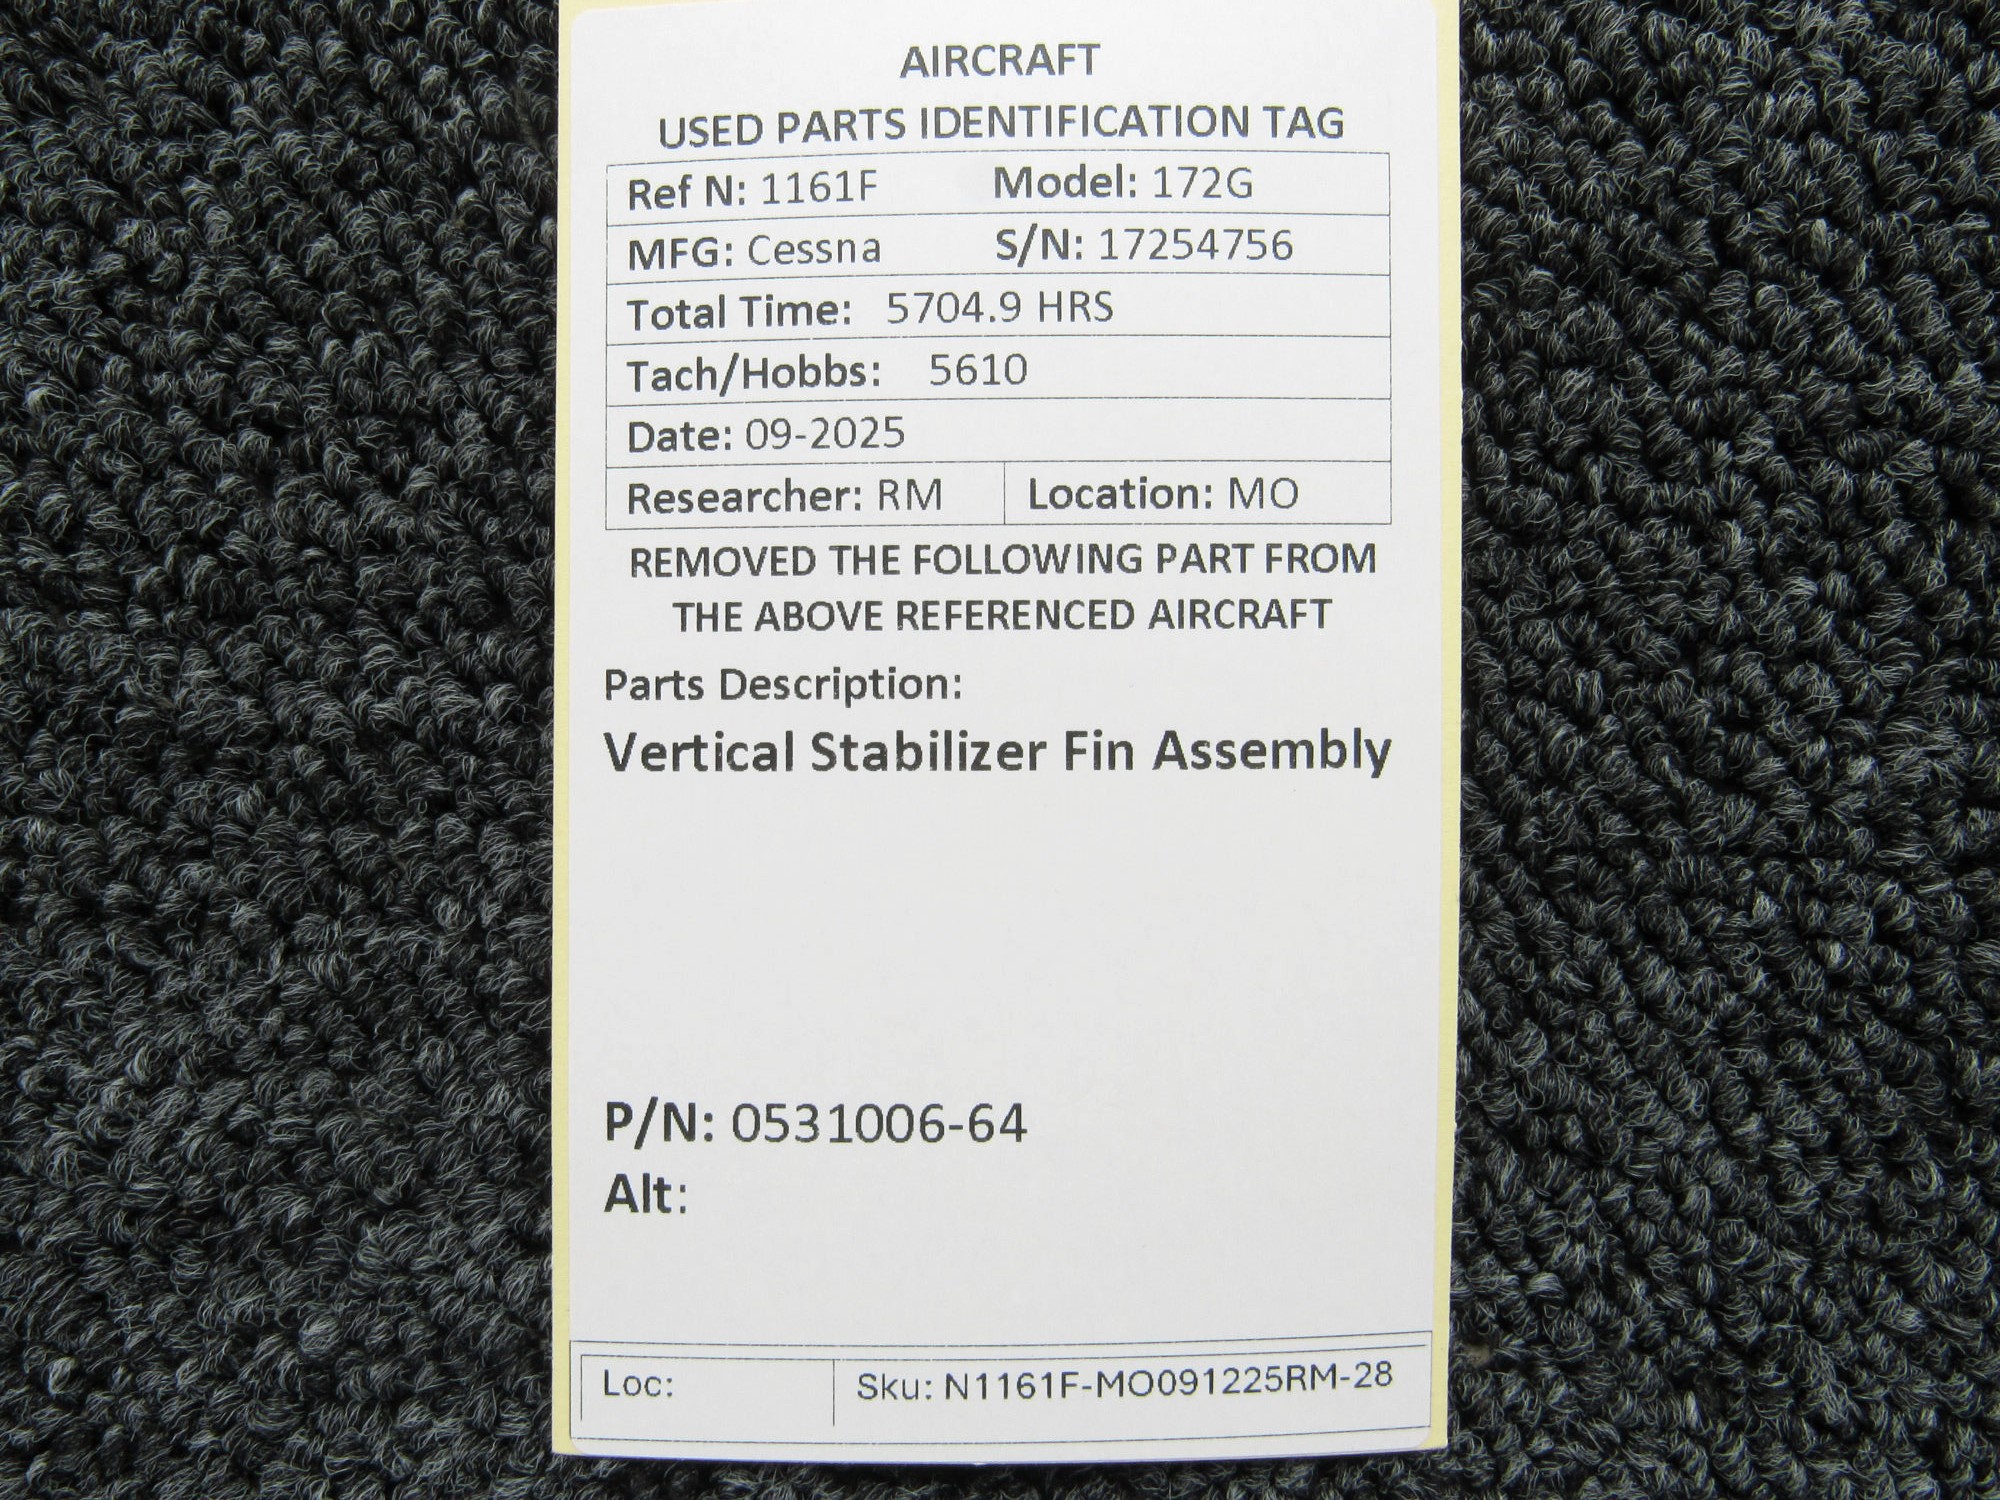 AIRCRAFT
USED PARTS IDENTIFICATION TAG
Ref N: 1161F Model: 172G
MFG: Cessna S/N: 17254756
Total Time: 5704.9 HRS
Tach/Hobbs: 5610
Date: 09-2025
Researcher: RM Location: MO
REMOVED THE FOLLOWING PART FROM
THE ABOVE REFERENCED AIRCRAFT
Parts Description:
Vertical Stabilizer Fin Assembly
P/N: 0531006-64
Alt:
Loc: Sku: N1161F-MO091225RM-28